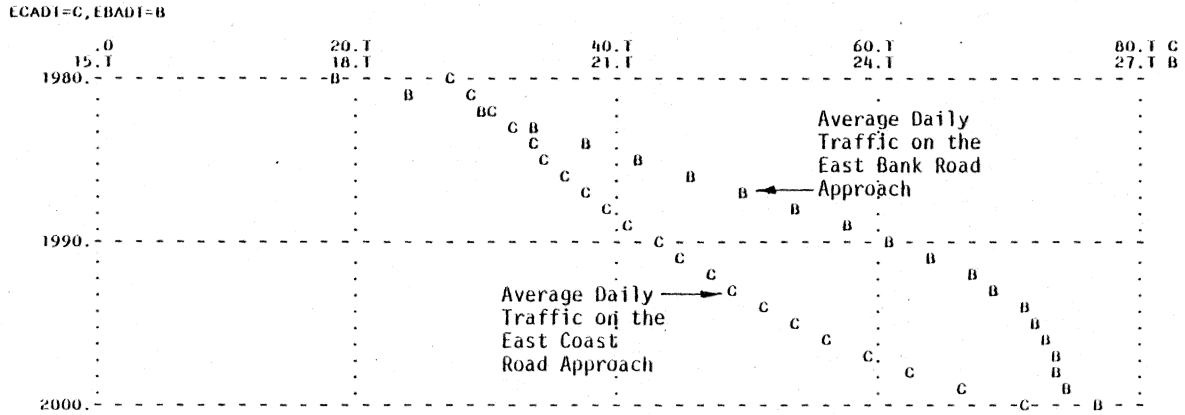 ECADT=C,EBADT=B
.0 20.T 40.T 60.T 80.T C
15.T 18.T 21.T 24.T 27.T B
1980. B C
B C
BC
C B
C B
C B
C B
C B
C B
C B
1990. C B
C B
C B
C B
C B
C B
C B
C B
C B
C B
2000. C B
Average Daily
Traffic on the
East Bank Road
Approach
Average Daily
Traffic on the
East Coast
Road Approach